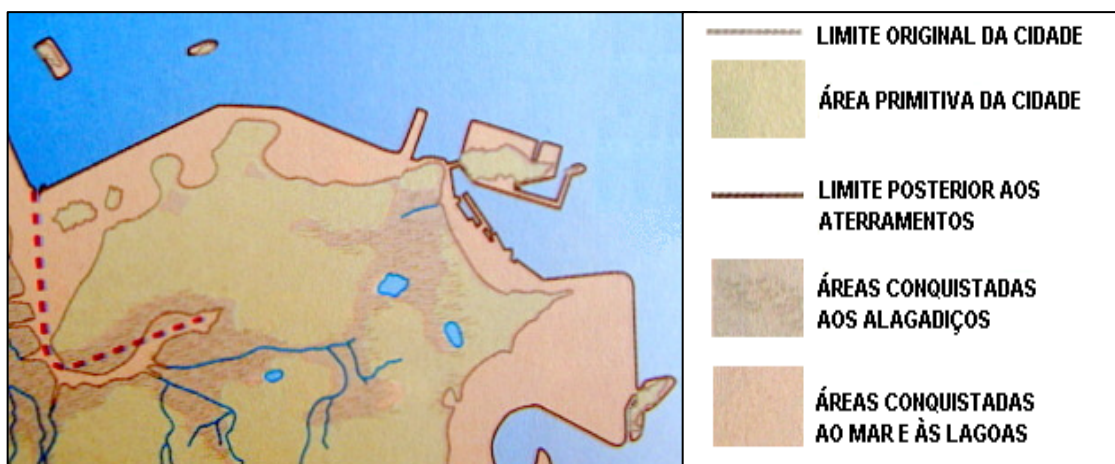 LIMITE ORIGINAL DA CIDADE
ÁREA PRIMITIVA DA CIDADE
LIMITE POSTERIOR AOS
ATERRAMENTOS
ÁREAS CONQUISTADAS
AOS ALAGADIÇOS
ÁREAS CONQUISTADAS
AO MAR E ÀS LAGOAS